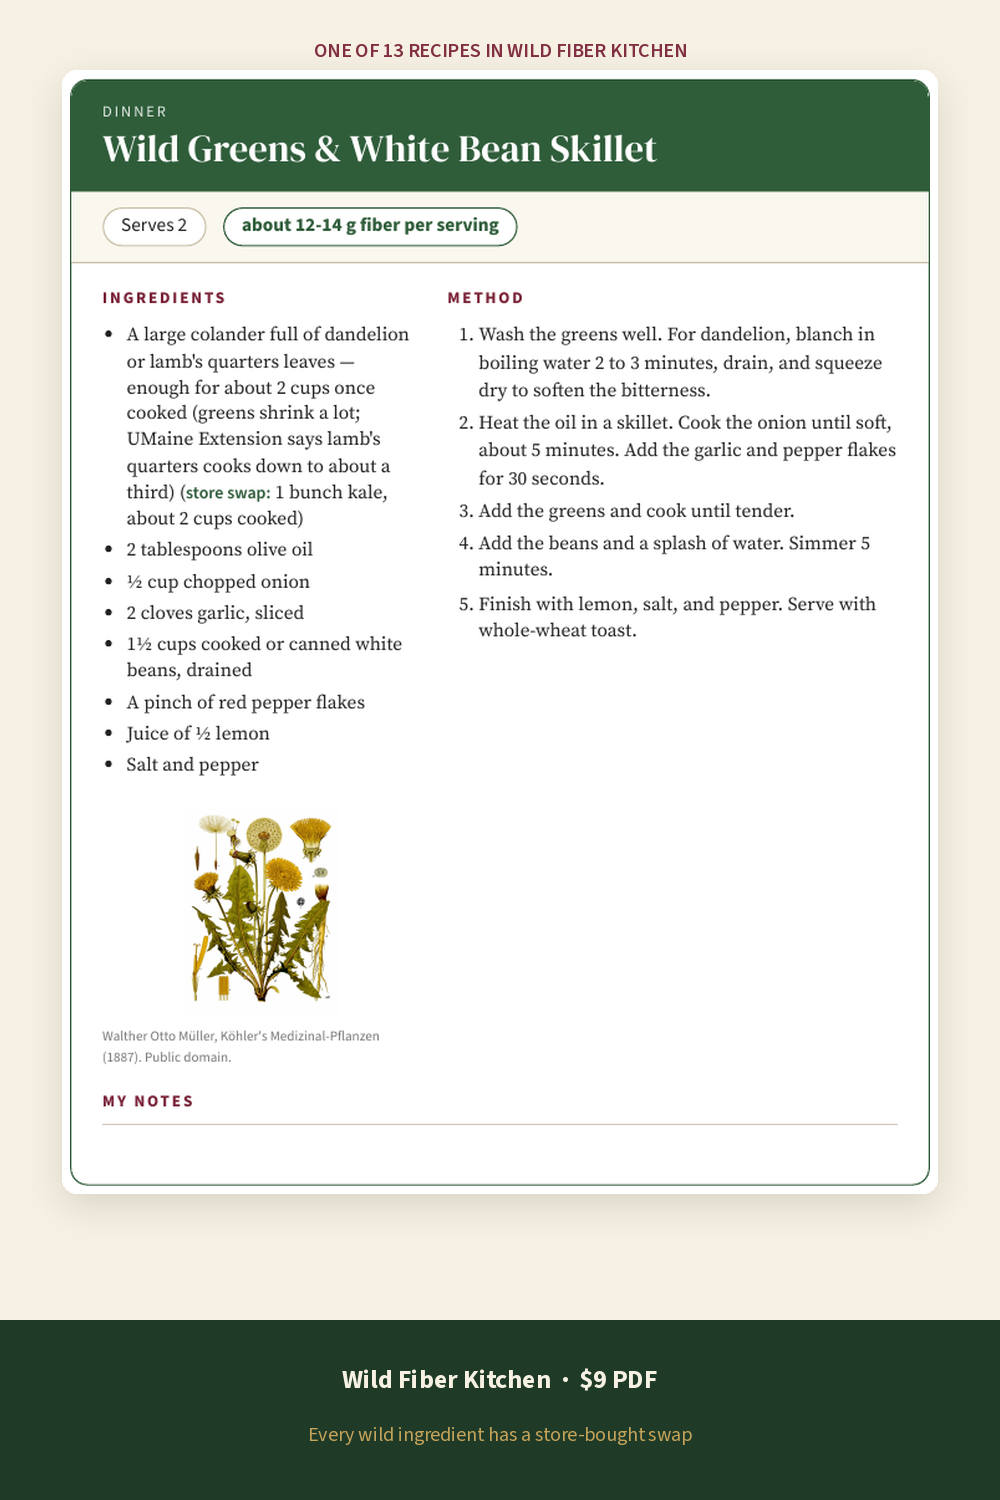 ONE OF 13 RECIPES IN WILD FIBER KITCHEN
DINNER
Wild Greens & White Bean Skillet
Serves 2
about 12-14 g fiber per serving
INGREDIENTS
• A large colander full of dandelion
or lamb's quarters leaves —
enough for about 2 cups once
cooked (greens shrink a lot;
UMaine Extension says lamb's
quarters cooks down to about a
third) (store swap: 1 bunch kale,
about 2 cups cooked)
• 2 tablespoons olive oil
• ½ cup chopped onion
• 2 cloves garlic, sliced
• 1½ cups cooked or canned white
beans, drained
• A pinch of red pepper flakes
• Juice of ½ lemon
• Salt and pepper
Walther Otto Müller, Köhler's Medizinal-Pflanzen
(1887). Public domain.
METHOD
1. Wash the greens well. For dandelion, blanch in
boiling water 2 to 3 minutes, drain, and squeeze
dry to soften the bitterness.
2. Heat the oil in a skillet. Cook the onion until soft,
about 5 minutes. Add the garlic and pepper flakes
for 30 seconds.
3. Add the greens and cook until tender.
4. Add the beans and a splash of water. Simmer 5
minutes.
5. Finish with lemon, salt, and pepper. Serve with
whole-wheat toast.
MY NOTES
Wild Fiber Kitchen · $9 PDF
Every wild ingredient has a store-bought swap